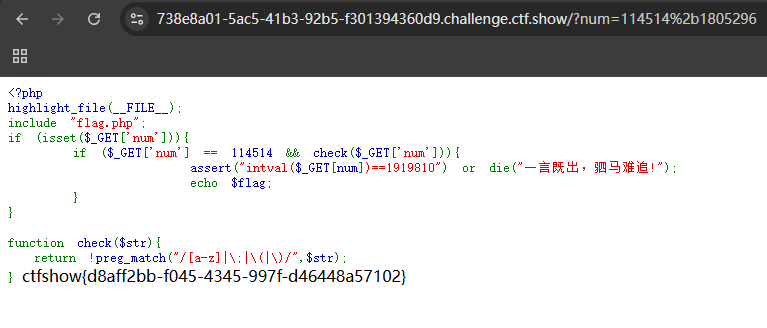 738e8a01-5ac5-41b3-92b5-f301394360d9.challenge.ctf.show/?num=114514%2b1805296
<?php
highlight_file(__FILE__);
include "flag.php";
if (isset($_GET['num'])){
        if ($_GET['num'] == 114514 && check($_GET['num'])){
                assert("intval($_GET[num])==1919810") or die("一言既出，驷马难追!");
                echo $flag;
        }
}

function check($str){
    return !preg_match("/[a-z]|\;|\(|\)/",$str);
} ctfshow{d8aff2bb-f045-4345-997f-d46448a57102}